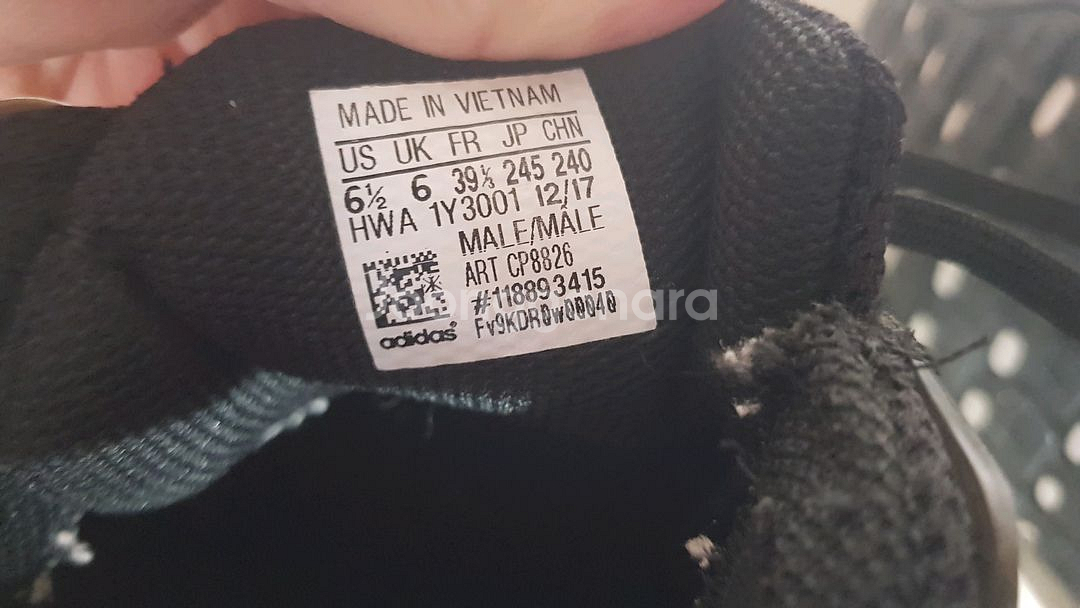 MADE IN VIETNAM
US UK FR JP CHN
6½ 6 39⅓ 245 240
HWA 1Y3001 12/17
MALE/MÂLE
ART CP8826
#118893415
Fv9KDR0w00040
adidas